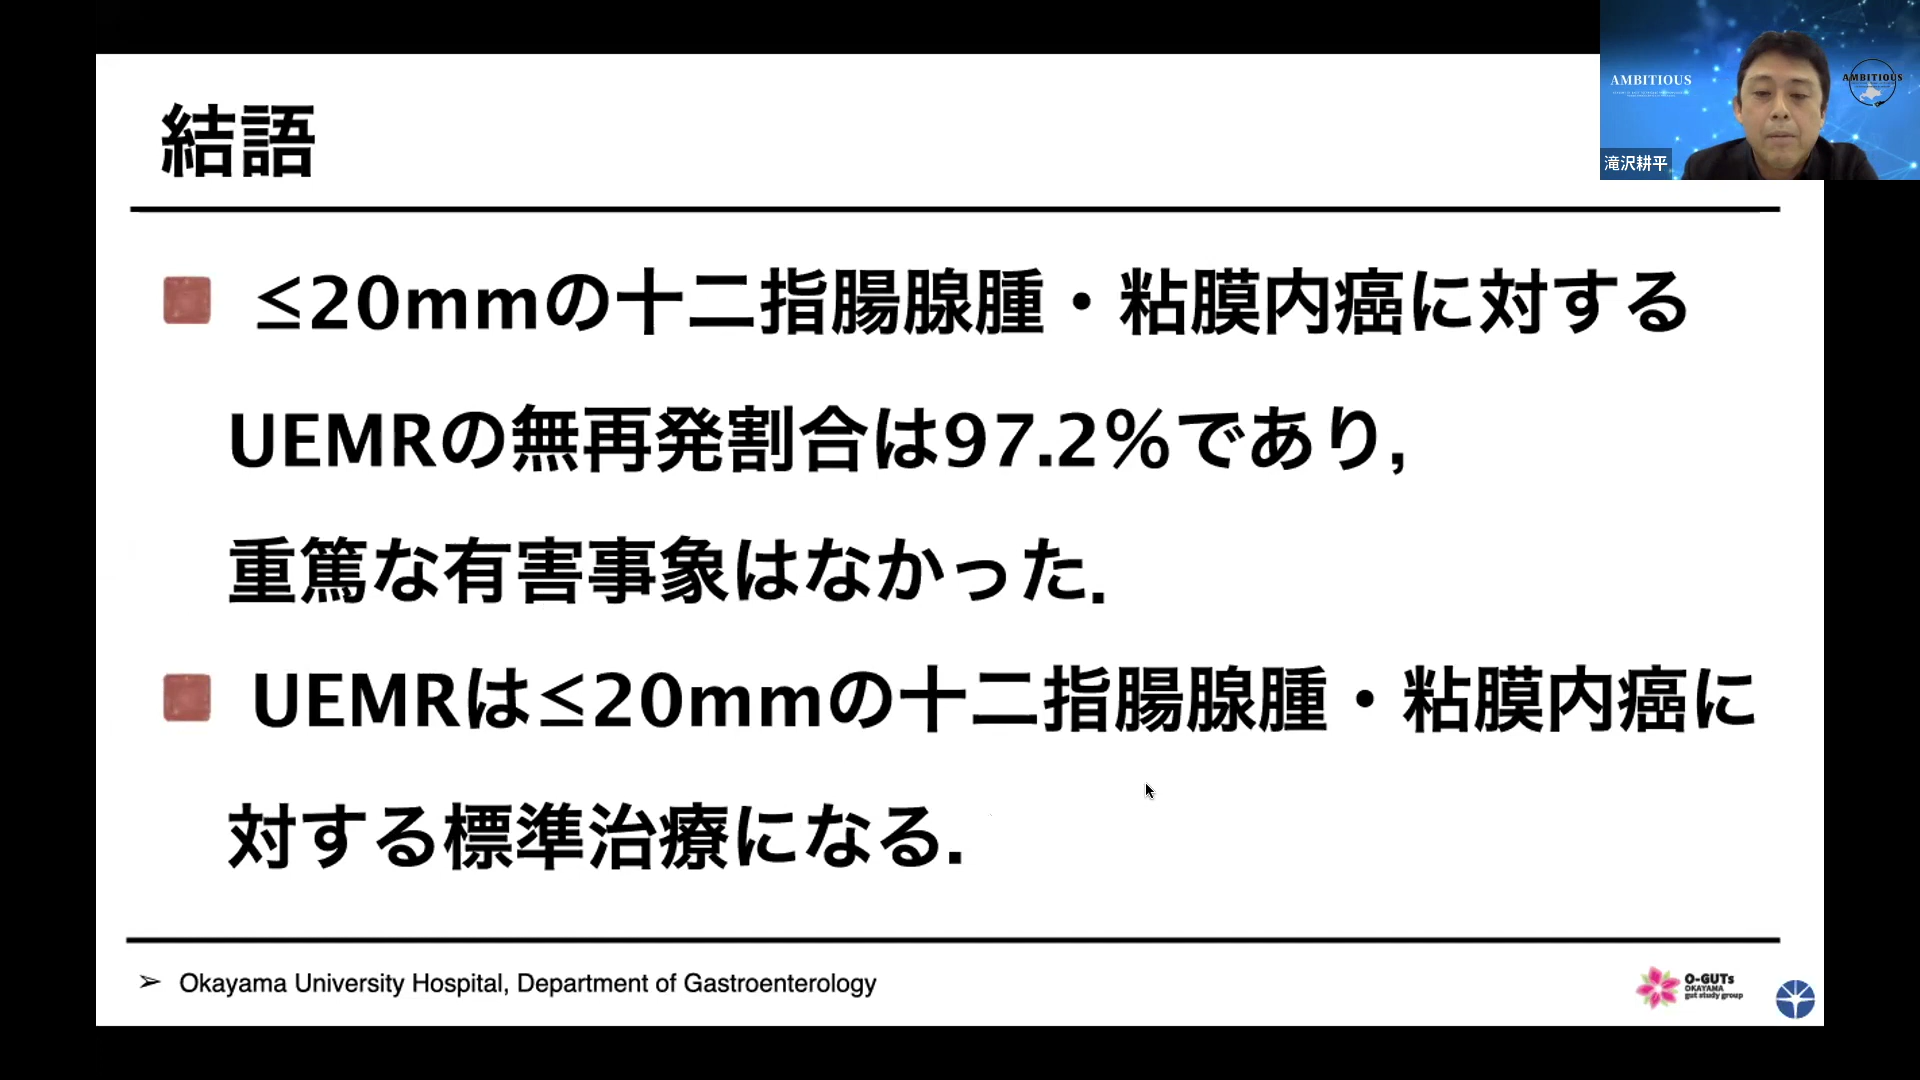 AMBITIOUS
AMBITIOUS
滝沢耕平
結語
≤20mmの十二指腸腺腫・粘膜内癌に対する
UEMRの無再発割合は97.2%であり,
重篤な有害事象はなかった.
UEMRは≤20mmの十二指腸腺腫・粘膜内癌に
対する標準治療になる.
➢ Okayama University Hospital, Department of Gastroenterology
O-GUTs
OKAYAMA
gut study group